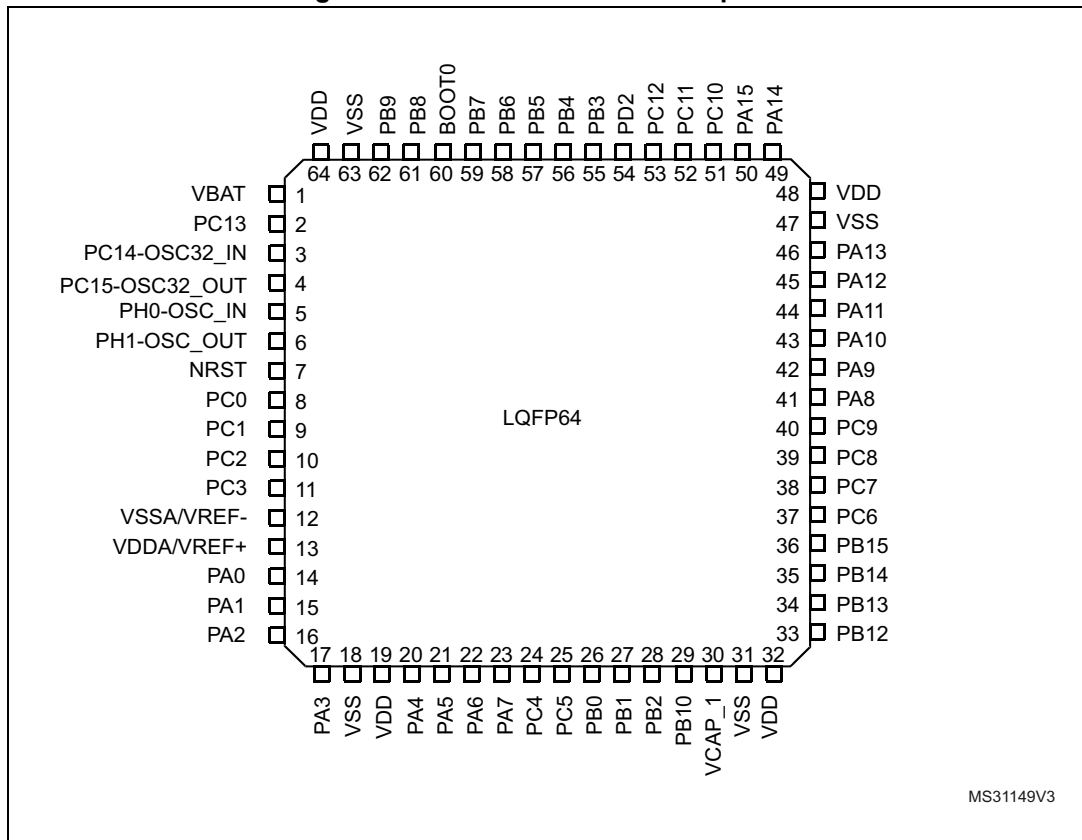 VDD VSS PB9 PB8 BOOT0 PB7 PB6 PB5 PB4 PB3 PD2 PC12 PC11 PC10 PA15 PA14
64 63 62 61 60 59 58 57 56 55 54 53 52 51 50 49
VBAT 1 48 VDD
PC13 2 47 VSS
PC14-OSC32_IN 3 46 PA13
PC15-OSC32_OUT 4 45 PA12
PH0-OSC_IN 5 44 PA11
PH1-OSC_OUT 6 43 PA10
NRST 7 42 PA9
PC0 8 41 PA8
PC1 9 40 PC9
LQFP64
PC2 10 39 PC8
PC3 11 38 PC7
VSSA/VREF- 12 37 PC6
VDDA/VREF+ 13 36 PB15
PA0 14 35 PB14
PA1 15 34 PB13
PA2 16 33 PB12
17 18 19 20 21 22 23 24 25 26 27 28 29 30 31 32
PA3 VSS VDD PA4 PA5 PA6 PA7 PC4 PC5 PB0 PB1 PB2 PB10 VCAP_1 VSS VDD
MS31149V3